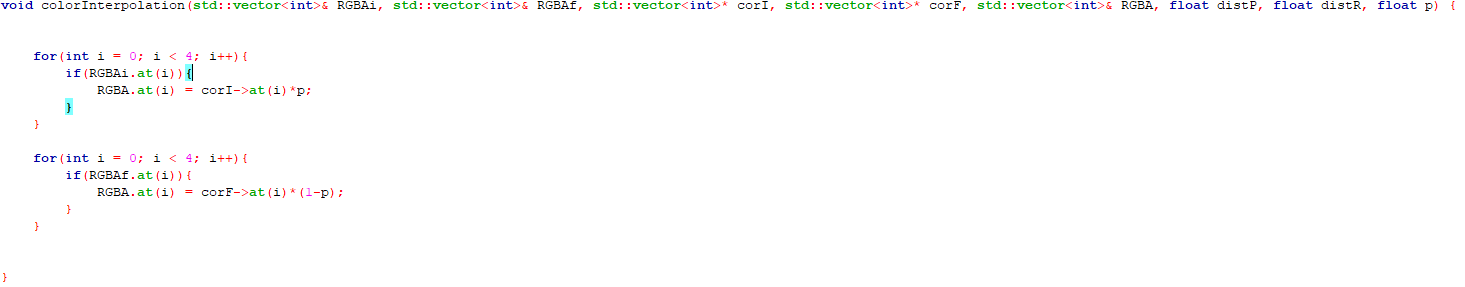 void colorInterpolation(std::vector<int>& RGBAi, std::vector<int>& RGBAf, std::vector<int>* corI, std::vector<int>* corF, std::vector<int>& RGBA, float distP, float distR, float p) {
    for(int i = 0; i < 4; i++){
        if(RGBAi.at(i)){
            RGBA.at(i) = corI->at(i)*p;
        }
    }
    for(int i = 0; i < 4; i++){
        if(RGBAf.at(i)){
            RGBA.at(i) = corF->at(i)*(1-p);
        }
    }
}